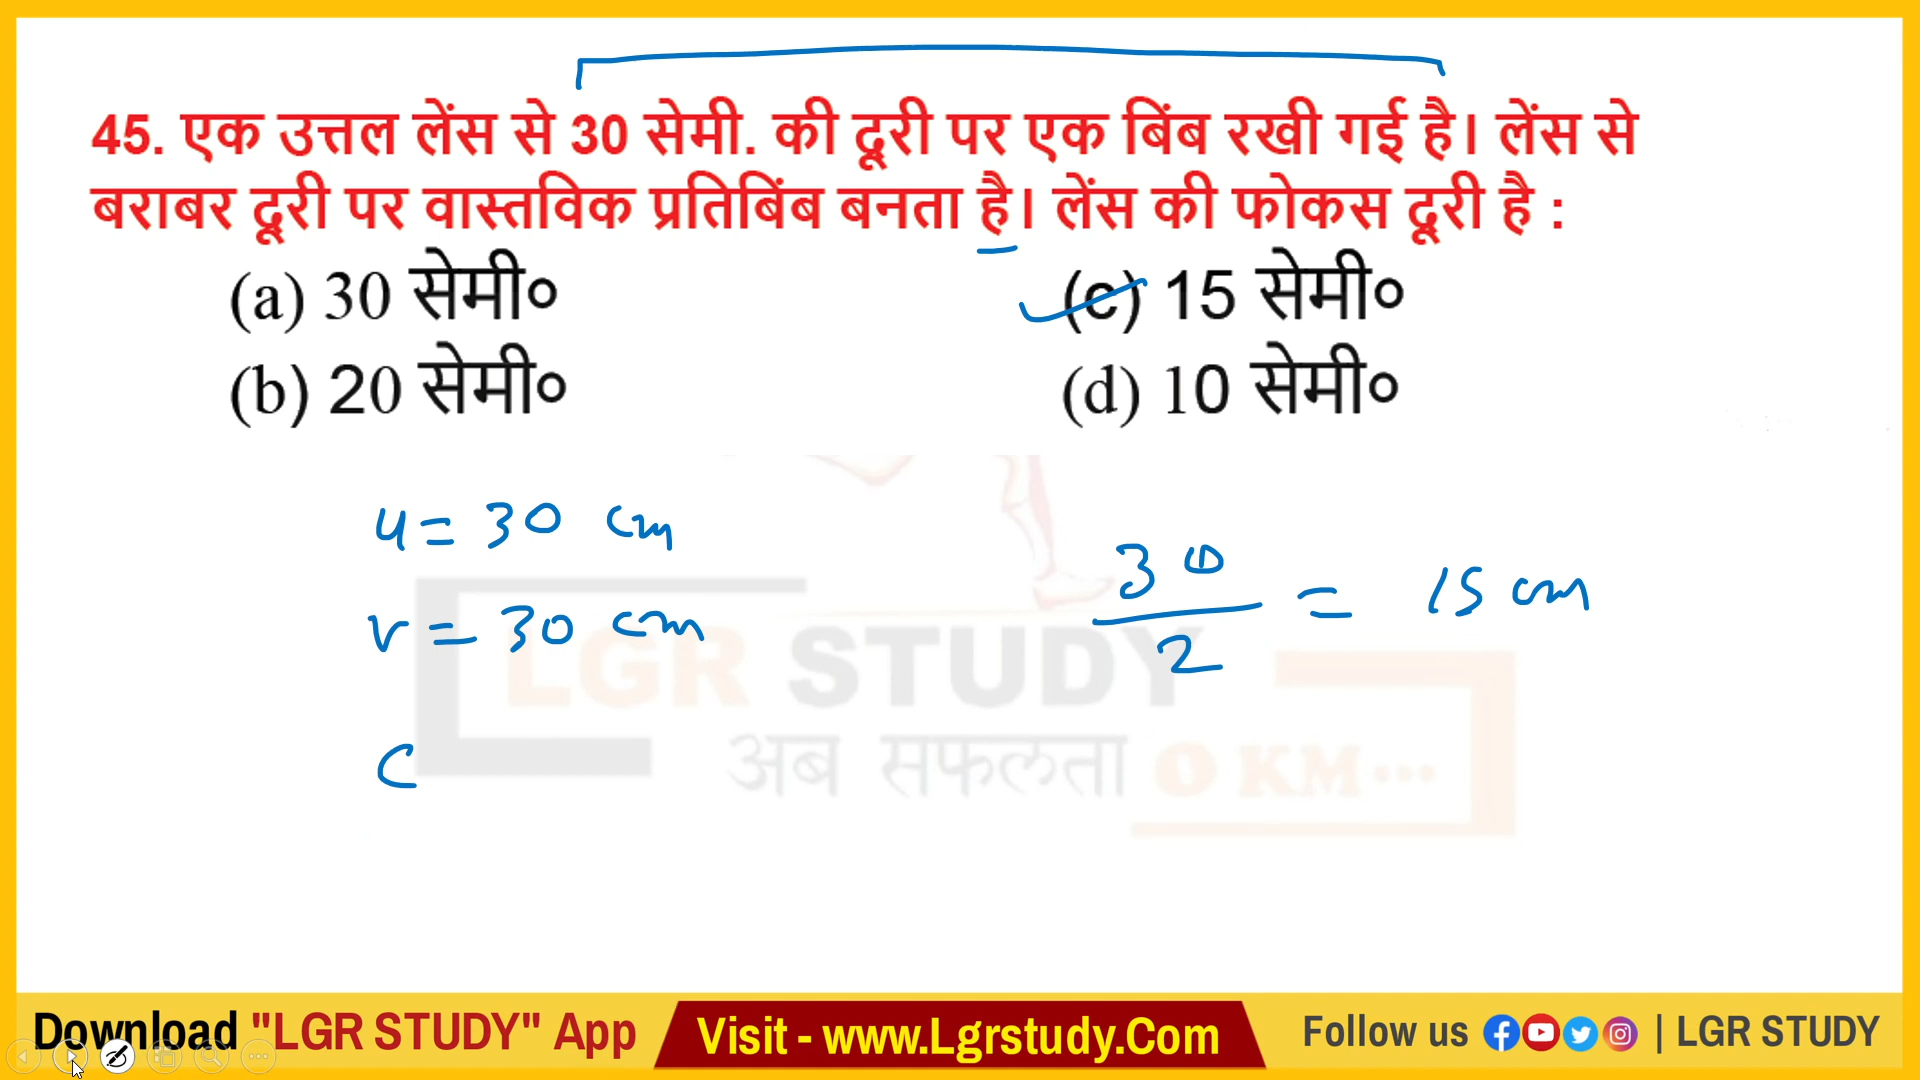 45. एक उत्तल लेंस से 30 सेमी. की दूरी पर एक बिंब रखी गई है। लेंस से
बराबर दूरी पर वास्तविक प्रतिबिंब बनता है। लेंस की फोकस दूरी है :
(a) 30 सेमी०
(c) 15 सेमी०
(b) 20 सेमी०
(d) 10 सेमी०
u = 30 cm
v = 30 cm
30/2 = 15 cm
C
LGR STUDY
अब सफलता 0 KM...
Download "LGR STUDY" App
Visit - www.Lgrstudy.Com
Follow us | LGR STUDY